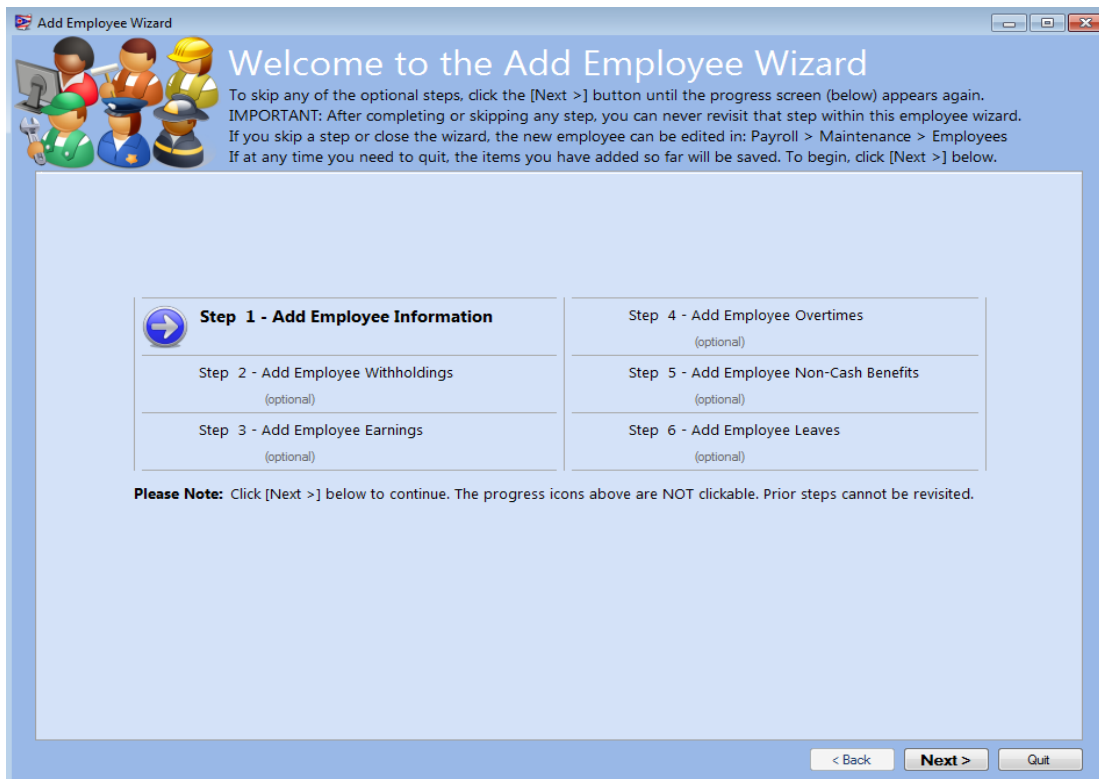 Add Employee Wizard
Welcome to the Add Employee Wizard
To skip any of the optional steps, click the [Next >] button until the progress screen (below) appears again.
IMPORTANT: After completing or skipping any step, you can never revisit that step within this employee wizard.
If you skip a step or close the wizard, the new employee can be edited in: Payroll > Maintenance > Employees
If at any time you need to quit, the items you have added so far will be saved. To begin, click [Next >] below.
Step 1 - Add Employee Information
Step 2 - Add Employee Withholdings
(optional)
Step 3 - Add Employee Earnings
(optional)
Step 4 - Add Employee Overtimes
(optional)
Step 5 - Add Employee Non-Cash Benefits
(optional)
Step 6 - Add Employee Leaves
(optional)
Please Note: Click [Next >] below to continue. The progress icons above are NOT clickable. Prior steps cannot be revisited.
< Back Next > Quit